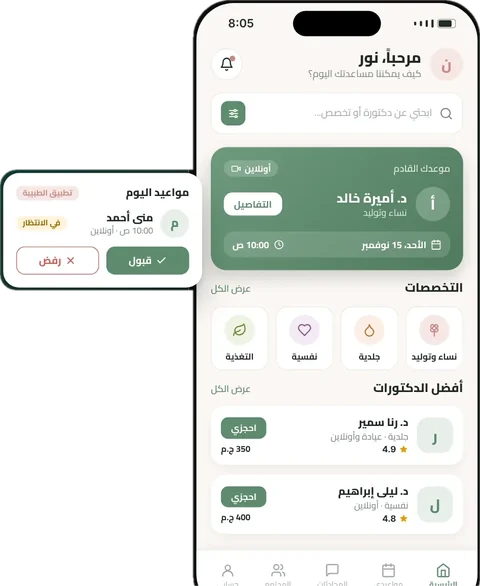 8:05
ن
مرحباً، نور
كيف يمكننا مساعدتك اليوم؟
ابحثي عن دكتورة أو تخصص...
موعدك القادم
أونلاين
أ
د. أميرة خالد
نساء وتوليد
التفاصيل
الأحد، 15 نوفمبر
10:00 ص
مواعيد اليوم
تطبيق الطبيبة
م
منى أحمد
10:00 ص · أونلاين
في الانتظار
قبول
رفض
التخصصات
عرض الكل
نساء وتوليد
جلدية
نفسية
التغذية
أفضل الدكتورات
عرض الكل
ر
د. رنا سمير
جلدية · عيادة وأونلاين
4.9
احجزي
350 ج.م
ل
د. ليلى إبراهيم
نفسية · أونلاين
4.8
احجزي
400 ج.م